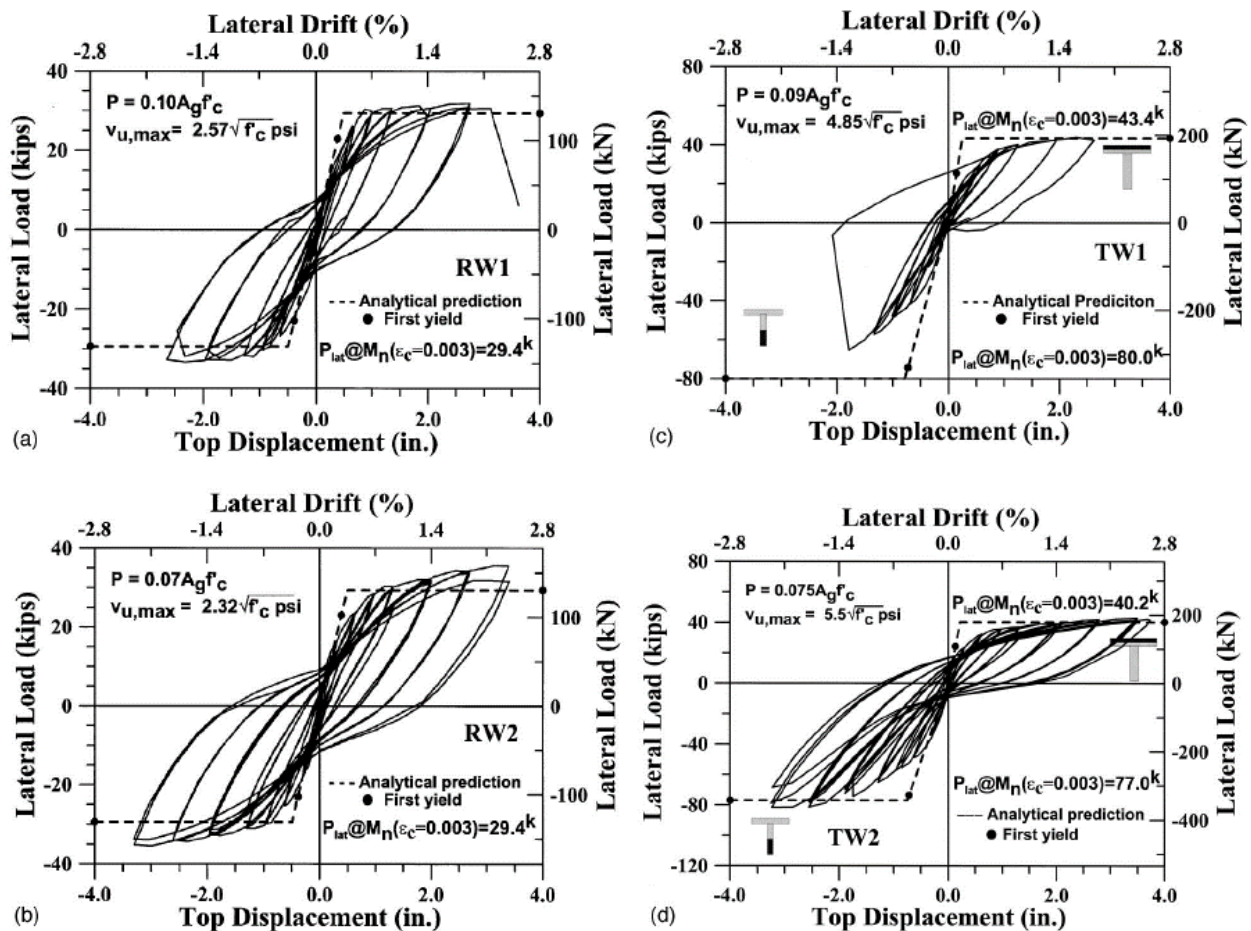 Lateral Drift (%)
-2.8 -1.4 0.0 1.4 2.8
40
30
20
10
0
-10
-20
-30
-40
Lateral Load (kips)
P = 0.10Agf'c
vu,max = 2.57√f'c psi
RW1
Analytical prediction
First yield
Plat@Mn(εc=0.003)=29.4k
100
0
-100
Lateral Load (kN)
-4.0 -2.0 0.0 2.0 4.0
(a) Top Displacement (in.)
Lateral Drift (%)
-2.8 -1.4 0.0 1.4 2.8
80
40
0
-40
-80
Lateral Load (kips)
P = 0.09Agf'c
vu,max = 4.85√f'c psi
Plat@Mn(εc=0.003)=43.4k
TW1
Analytical Prediciton
First yield
Plat@Mn(εc=0.003)=80.0k
200
0
-200
Lateral Load (kN)
-4.0 -2.0 0.0 2.0 4.0
(c) Top Displacement (in.)
Lateral Drift (%)
-2.8 -1.4 0.0 1.4 2.8
40
30
20
10
0
-10
-20
-30
-40
Lateral Load (kips)
P = 0.07Agf'c
vu,max = 2.32√f'c psi
RW2
Analytical prediction
First yield
Plat@Mn(εc=0.003)=29.4k
100
0
-100
Lateral Load (kN)
-4.0 -2.0 0.0 2.0 4.0
(b) Top Displacement (in.)
Lateral Drift (%)
-2.8 -1.4 0.0 1.4 2.8
80
40
0
-40
-80
-120
Lateral Load (kips)
P = 0.075Agf'c
vu,max = 5.5√f'c psi
Plat@Mn(εc=0.003)=40.2k
Plat@Mn(εc=0.003)=77.0k
TW2
Analytical prediction
First yield
200
0
-200
-400
Lateral Load (kN)
-4.0 -2.0 0.0 2.0 4.0
(d) Top Displacement (in.)